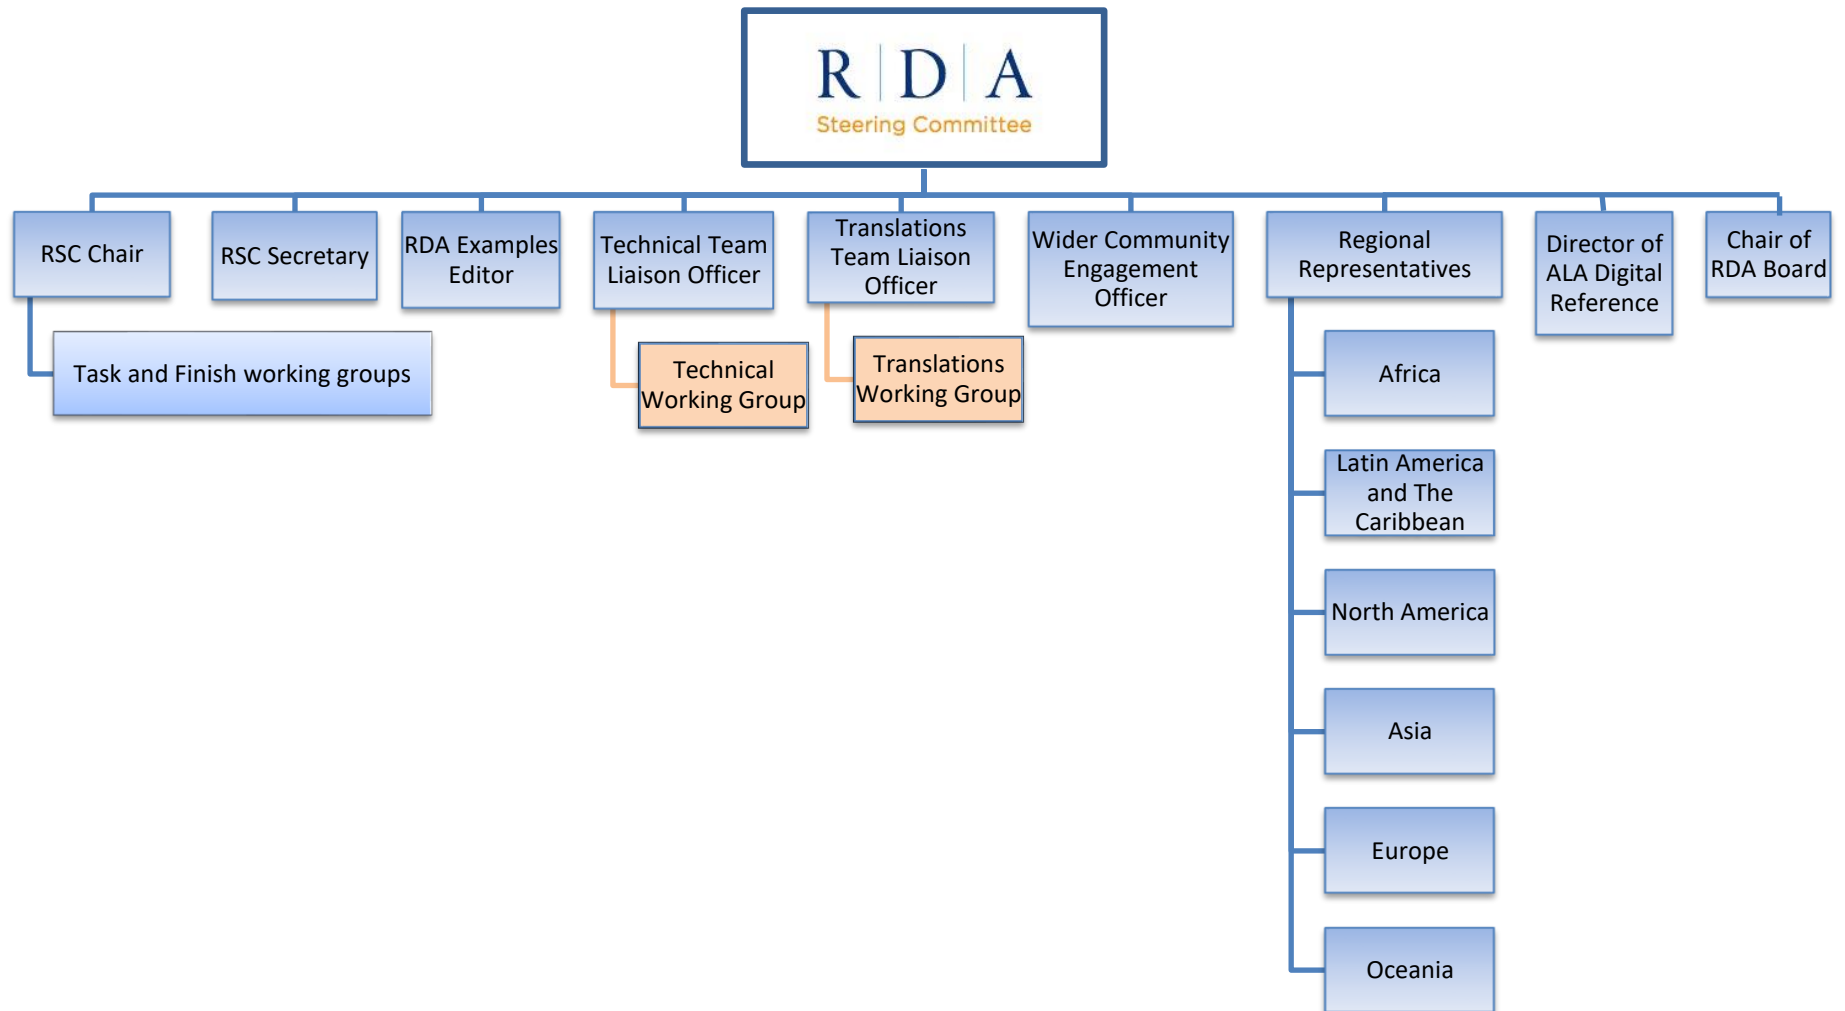 R | D | A
Steering Committee
RSC Chair
RSC Secretary
RDA Examples
Editor
Technical Team
Liaison Officer
Translations
Team Liaison
Officer
Wider Community
Engagement
Officer
Regional
Representatives
Director of
ALA Digital
Reference
Chair of
RDA Board
Task and Finish working groups
Technical
Working Group
Translations
Working Group
Africa
Latin America
and The
Caribbean
North America
Asia
Europe
Oceania